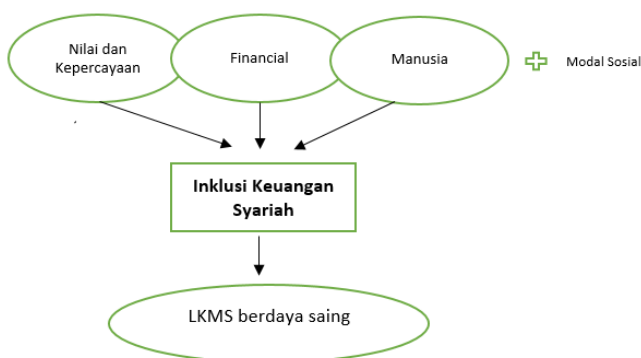 Nilai dan
Kepercayaan
Financial
Manusia
Modal Sosial
Inklusi Keuangan
Syariah
LKMS berdaya saing